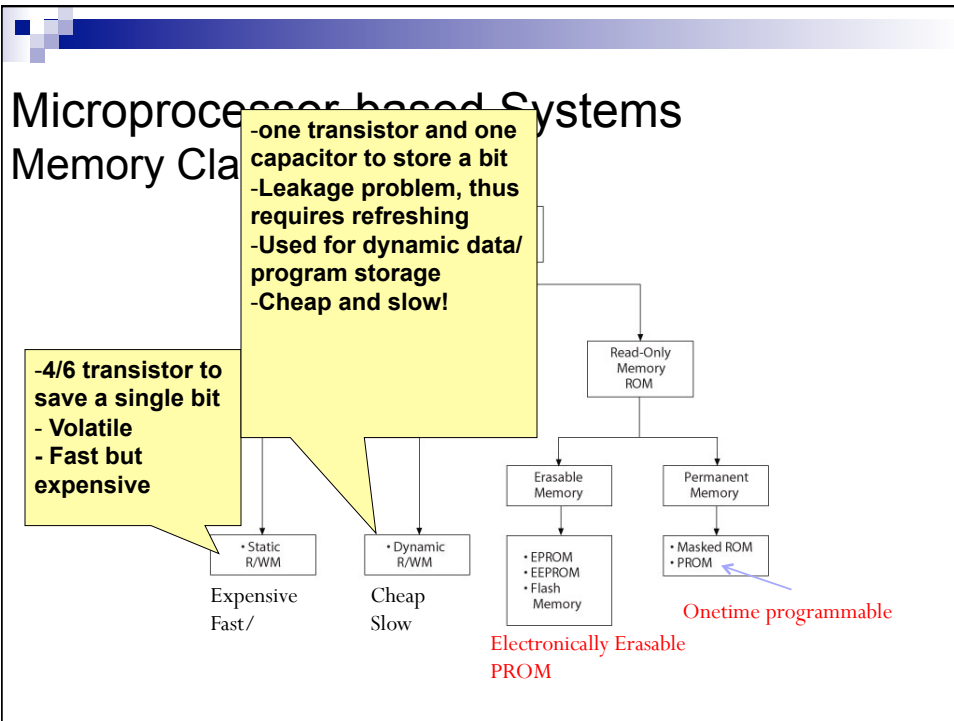 Microprocessor-based Systems
Memory Cla
-one transistor and one
capacitor to store a bit
-Leakage problem, thus
requires refreshing
-Used for dynamic data/
program storage
-Cheap and slow!
-4/6 transistor to
save a single bit
- Volatile
- Fast but
expensive
Read-Only
Memory
ROM
Erasable
Memory
Permanent
Memory
• Static
R/WM
• Dynamic
R/WM
• EPROM
• EEPROM
• Flash
Memory
• Masked ROM
• PROM
Expensive
Fast/
Cheap
Slow
Onetime programmable
Electronically Erasable
PROM